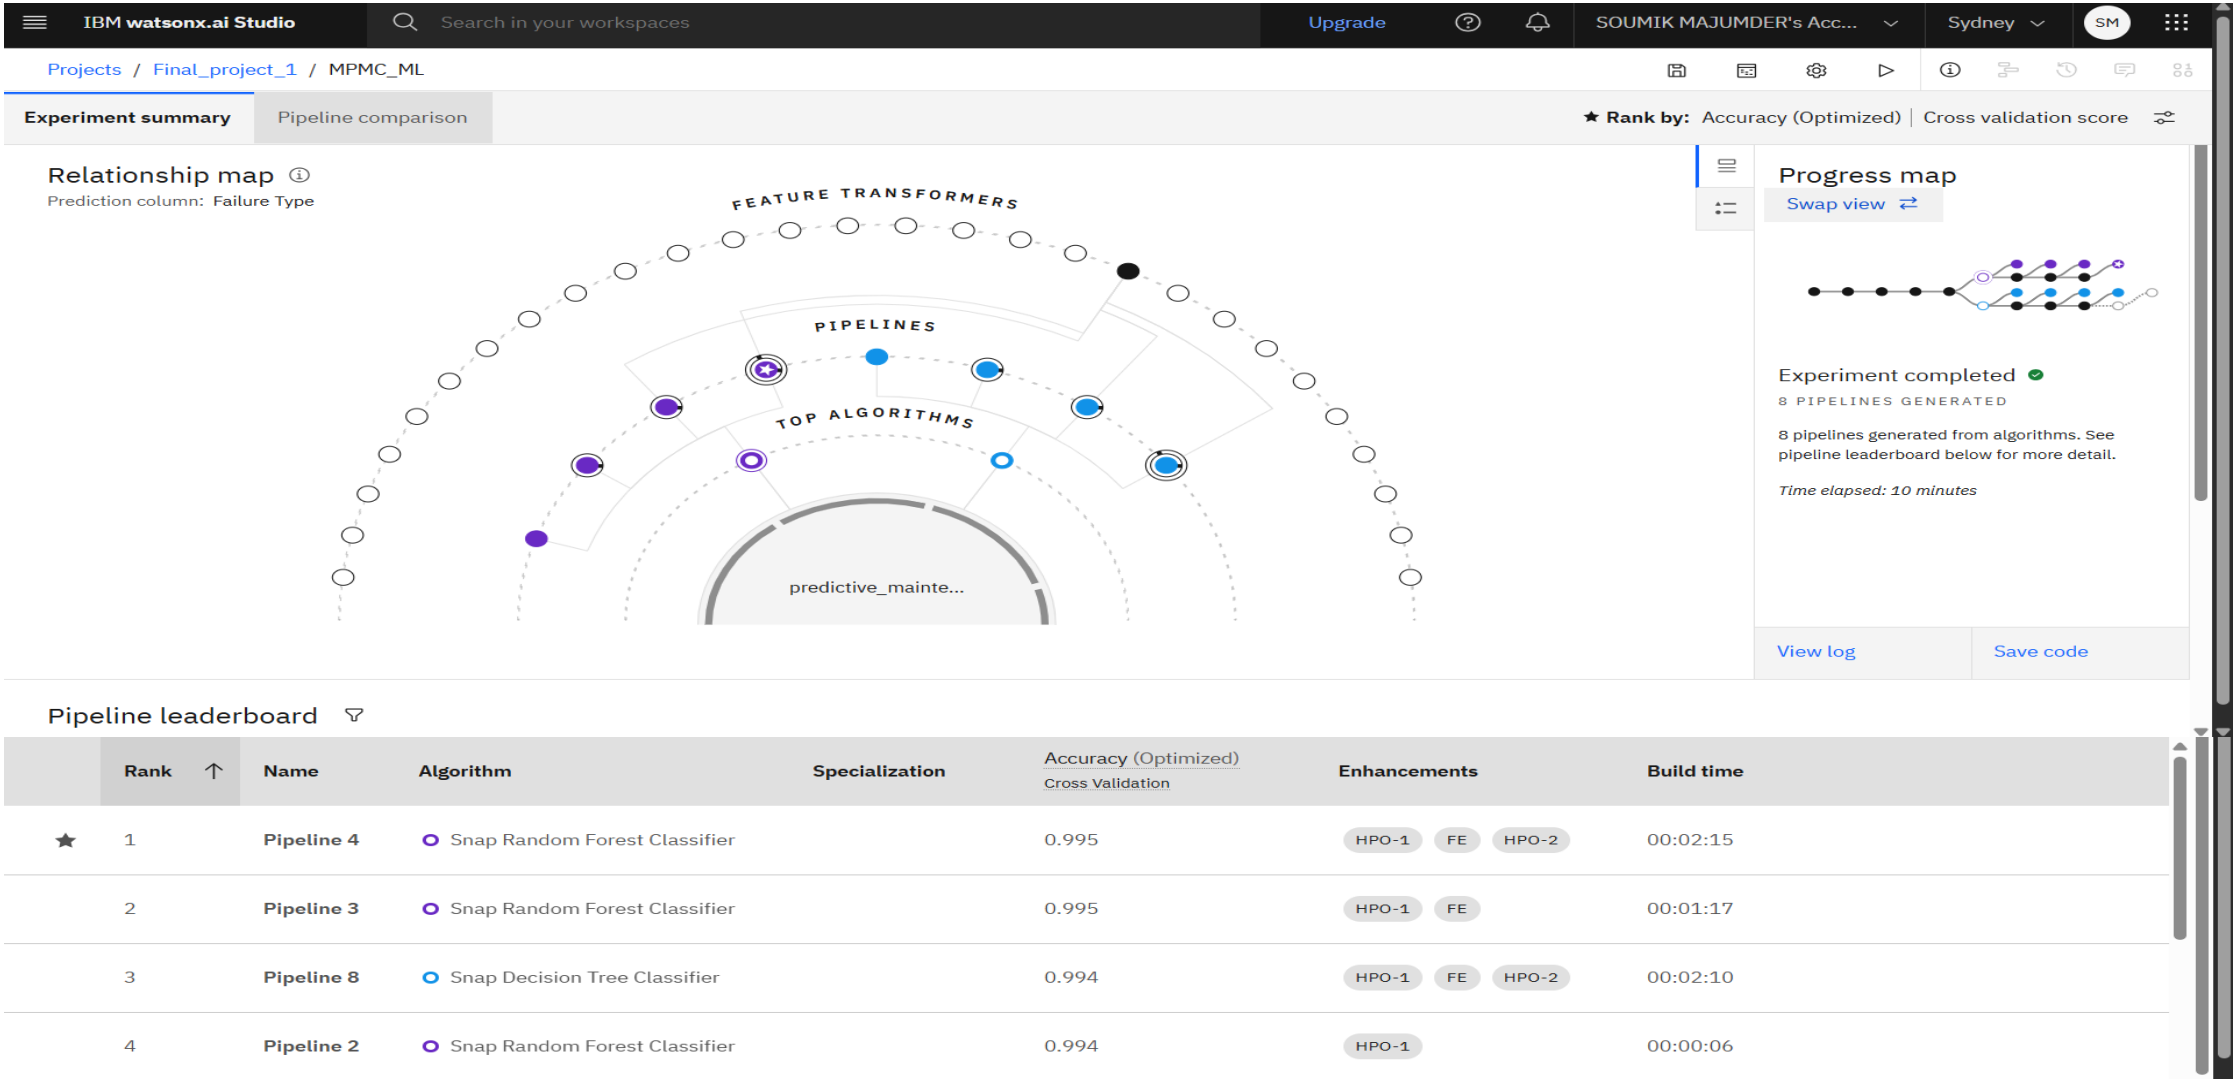 IBM watsonx.ai Studio
Search in your workspaces
Upgrade
SOUMIK MAJUMDER's Acc...
Sydney
SM
Projects / Final_project_1 / MPMC_ML
Experiment summary
Pipeline comparison
Rank by: Accuracy (Optimized) | Cross validation score
Relationship map
Prediction column: Failure Type
FEATURE TRANSFORMERS
PIPELINES
TOP ALGORITHMS
predictive_mainte...
Progress map
Swap view
Experiment completed
8 PIPELINES GENERATED
8 pipelines generated from algorithms. See
pipeline leaderboard below for more detail.
Time elapsed: 10 minutes
View log
Save code
Pipeline leaderboard
Rank Name Algorithm Specialization Accuracy (Optimized) Enhancements Build time
Cross Validation
1 Pipeline 4 Snap Random Forest Classifier 0.995 HPO-1 FE HPO-2 00:02:15
2 Pipeline 3 Snap Random Forest Classifier 0.995 HPO-1 FE 00:01:17
3 Pipeline 8 Snap Decision Tree Classifier 0.994 HPO-1 FE HPO-2 00:02:10
4 Pipeline 2 Snap Random Forest Classifier 0.994 HPO-1 00:00:06